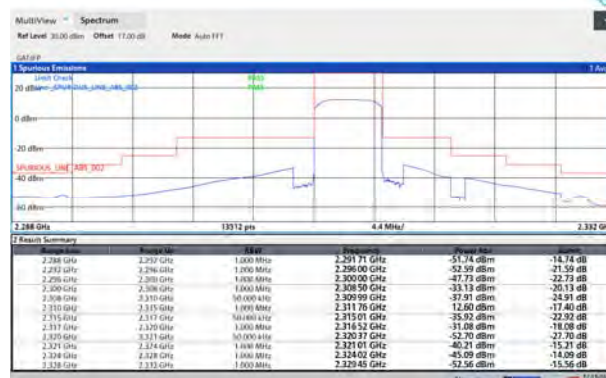 MultiView Spectrum
Ref Level 30.00 dBm Offset 17.00 dB Mode Auto FFT
1 Spurious Emissions
Limit Check PASS
20 dBm
0 dBm
-20 dBm
SPURIOUS_LINE_ABS_002
-40 dBm
2.288 GHz 13512 pts 4.4 MHz/ 2.332 G
2 Result Summary
2.288 GHz 2.292 GHz 1.000 MHz 2.291 71 GHz -51.74 dBm -14.74 dB
2.292 GHz 2.296 GHz 1.000 MHz 2.296 00 GHz -52.59 dBm -21.59 dB
2.296 GHz 2.300 GHz 1.000 MHz 2.300 00 GHz -47.73 dBm -22.73 dB
2.300 GHz 2.308 GHz 1.000 MHz 2.308 50 GHz -33.13 dBm -20.13 dB
2.308 GHz 2.310 GHz 50.000 kHz 2.309 99 GHz -37.91 dBm -24.91 dB
2.310 GHz 2.315 GHz 1.000 MHz 2.311 76 GHz 12.60 dBm -17.40 dB
2.315 GHz 2.317 GHz 50.000 kHz 2.315 01 GHz -35.92 dBm -22.92 dB
2.317 GHz 2.320 GHz 1.000 MHz 2.316 52 GHz -31.08 dBm -18.08 dB
2.320 GHz 2.321 GHz 50.000 kHz 2.320 37 GHz -52.70 dBm -27.70 dB
2.321 GHz 2.324 GHz 1.000 MHz 2.321 01 GHz -40.21 dBm -15.21 dB
2.324 GHz 2.328 GHz 1.000 MHz 2.324 02 GHz -45.09 dBm -14.09 dB
2.328 GHz 2.332 GHz 1.000 MHz 2.329 45 GHz -52.56 dBm -15.56 dB